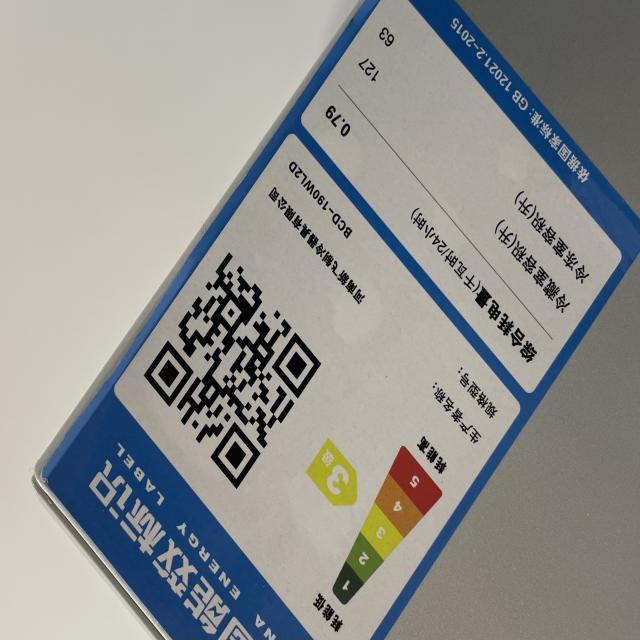 国能效标识
NA ENERGY LABEL
耗能低
1
2
3
4
5
耗能高
3级
生产者名称：
河南新飞制冷器具有限公司
规格型号：
BCD-190WL2D
综合耗电量(千瓦时/24小时)
0.79
冷藏室容积(升)
127
冷冻室容积(升)
63
依据国家标准：GB 12021.2-2015